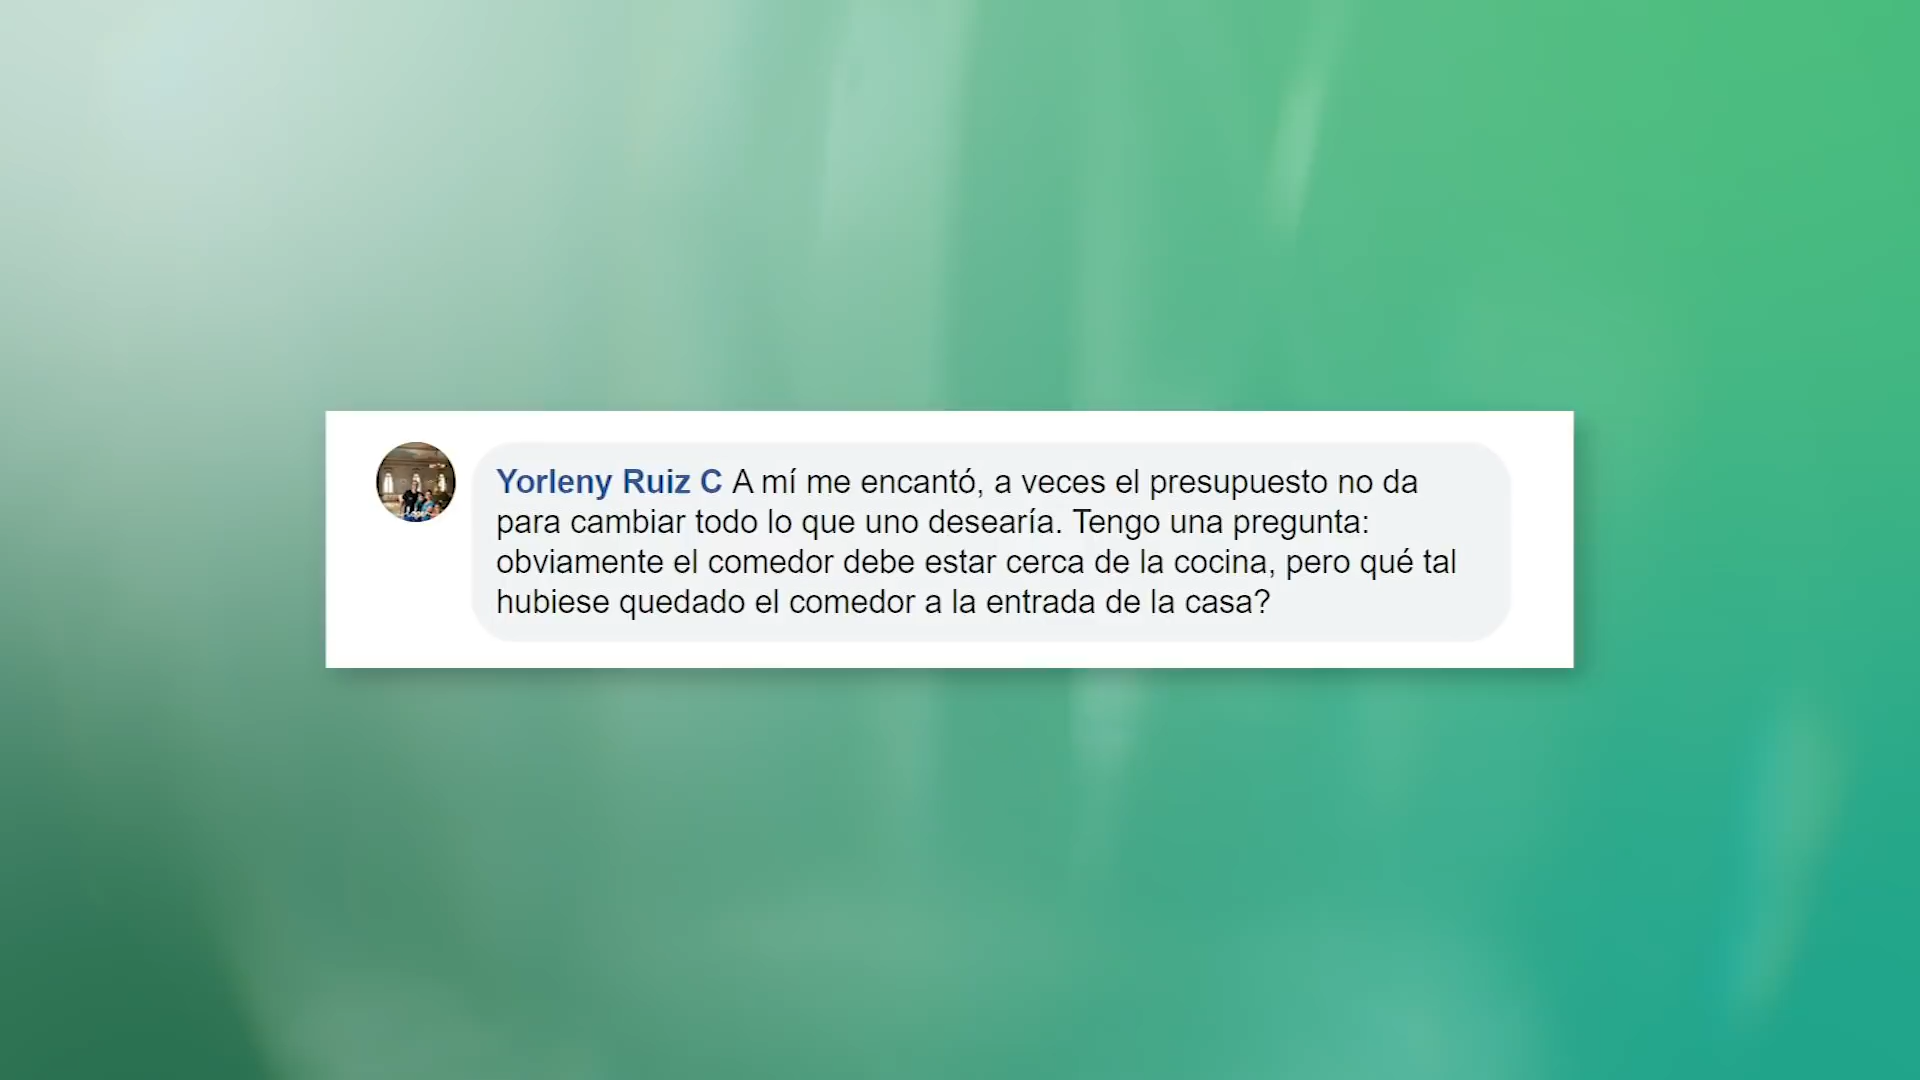 Yorleny Ruiz C A mí me encantó, a veces el presupuesto no da
para cambiar todo lo que uno desearía. Tengo una pregunta:
obviamente el comedor debe estar cerca de la cocina, pero qué tal
hubiese quedado el comedor a la entrada de la casa?